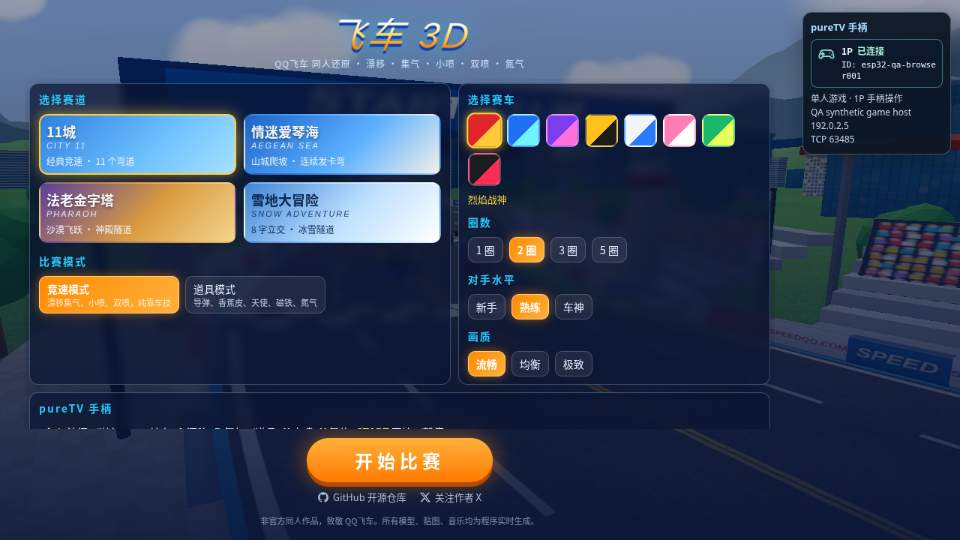 飞车 3D
QQ飞车 同人还原 • 漂移 • 集气 • 小喷 • 双喷 • 氮气
选择赛道
11城
CITY 11
经典竞速 • 11 个弯道
情迷爱琴海
AEGEAN SEA
山城爬坡 • 连续发卡弯
法老金字塔
PHARAOH
沙漠飞跃 • 神殿隧道
雪地大冒险
SNOW ADVENTURE
8 字立交 • 冰雪隧道
比赛模式
竞速模式
漂移集气、小喷、双喷，纯靠车技
道具模式
导弹、香蕉皮、天使、磁铁、氮气
选择赛车
烈焰战神
圈数
1 圈
2 圈
3 圈
5 圈
对手水平
新手
熟练
车神
画质
流畅
均衡
极致
pureTV 手柄
开始比赛
GitHub 开源仓库
关注作者 X
非官方同人作品，致敬 QQ飞车。所有模型、贴图、音乐均为程序实时生成。
pureTV 手柄
1P 已连接
ID: esp32-qa-browse
r001
单人游戏 · 1P 手柄操作
QA synthetic game host
192.0.2.5
TCP 63485
SPEEDQQ.COM
SPEED